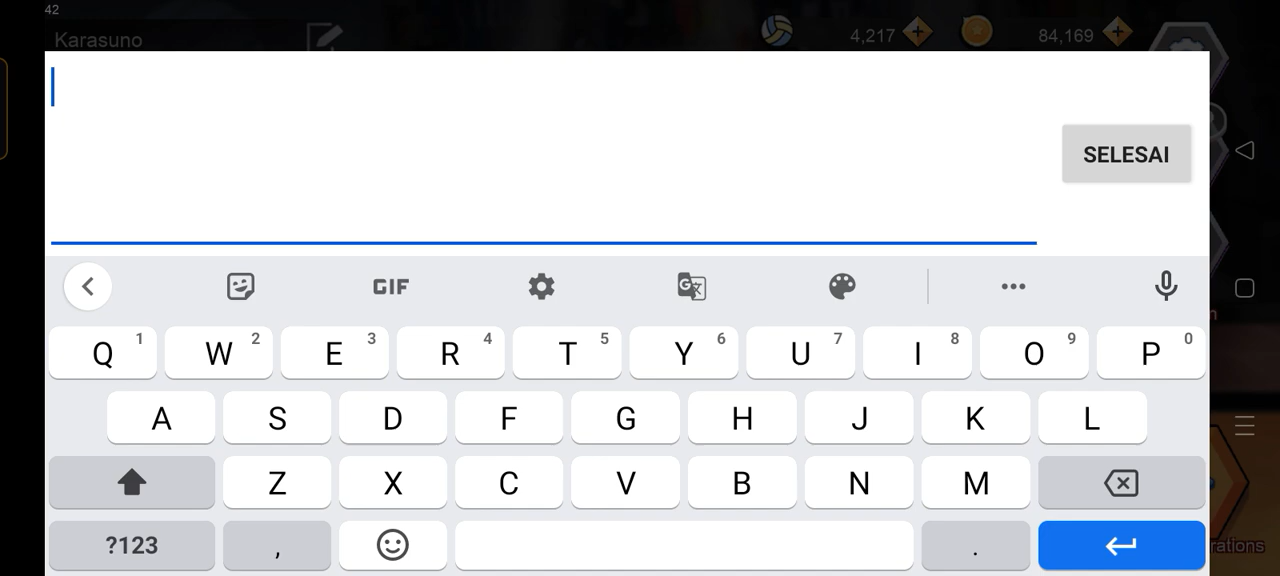 42
Karasuno
4,217
84,169
SELESAI
GIF
Q 1 W 2 E 3 R 4 T 5 Y 6 U 7 I 8 O 9 P 0
A S D F G H J K L
Z X C V B N M
?123 , .
rations